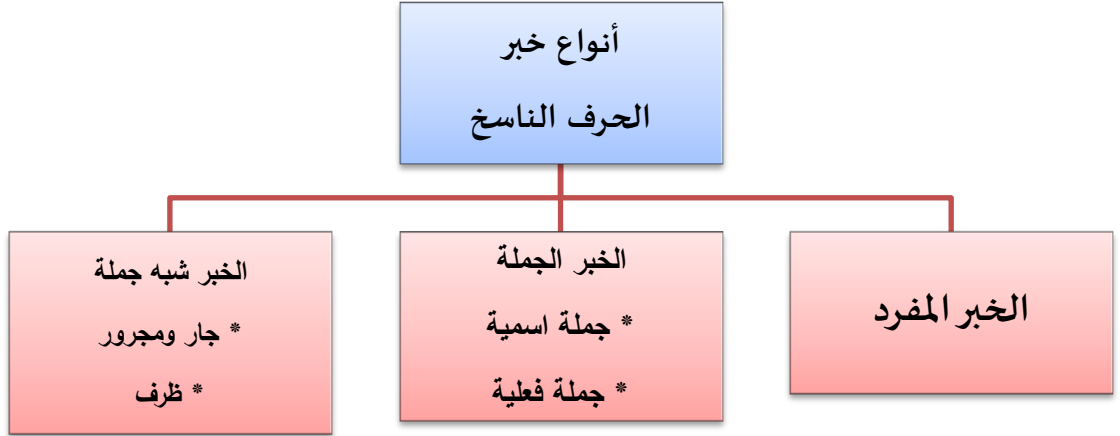 أنواع خبر
الحرف الناسخ
الخبر المفرد
الخبر الجملة
* جملة اسمية
* جملة فعلية
الخبر شبه جملة
* جار ومجرور
* ظرف